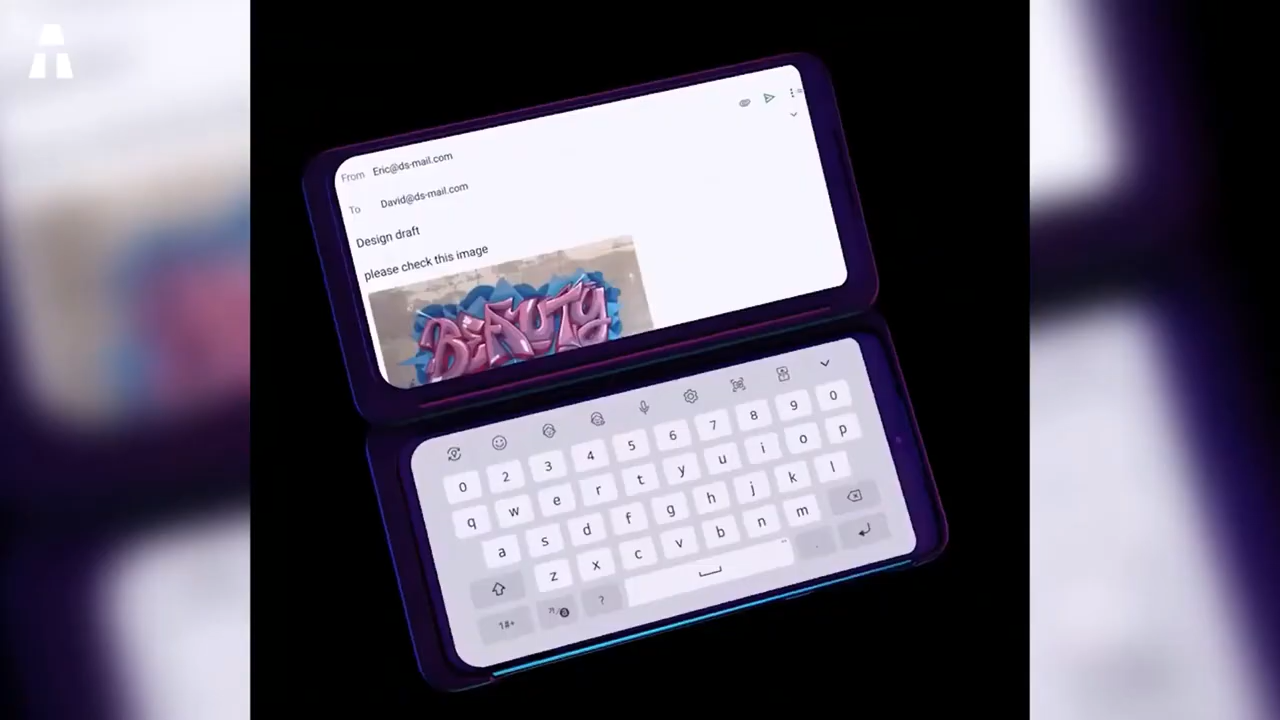 From Eric@ds-mail.com
To David@ds-mail.com
Design draft
please check this image
BEAUTY
0 2 3 4 5 6 7 8 9 0
q w e r t y u i o p
a s d f g h j k l
z x c v b n m
1#+ ? .